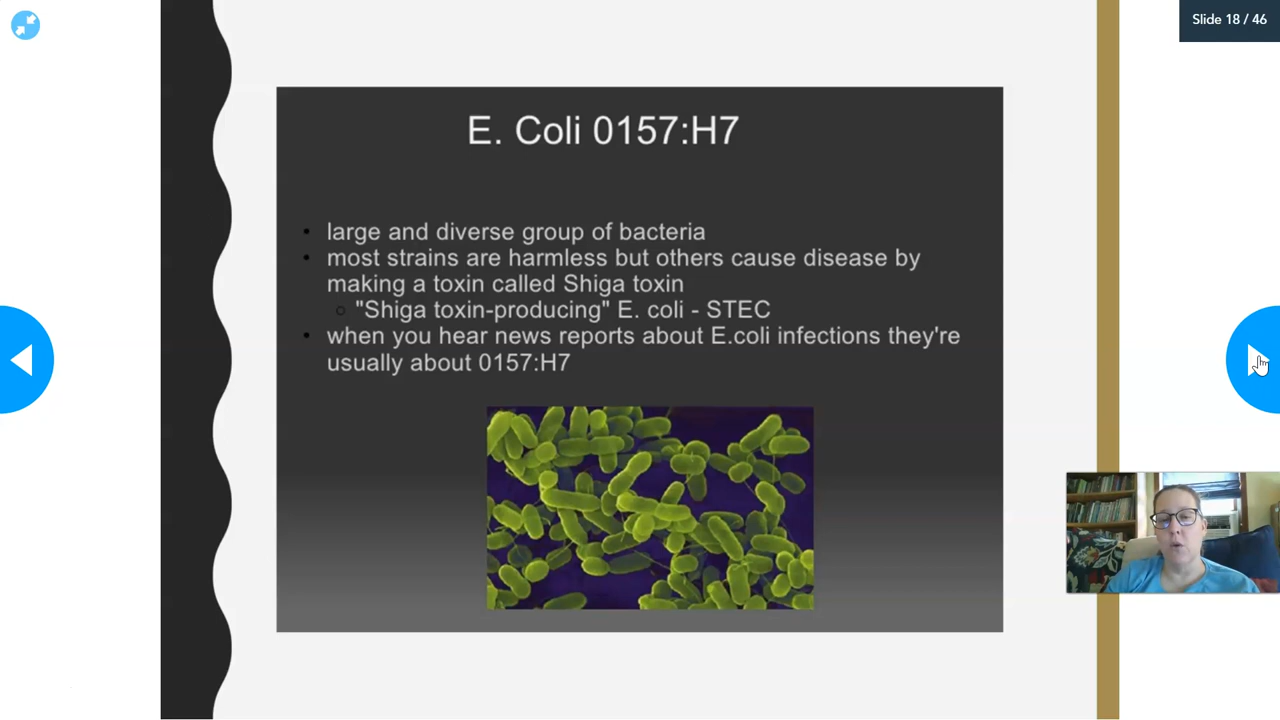 Slide 18 / 46
E. Coli 0157:H7
• large and diverse group of bacteria
• most strains are harmless but others cause disease by
making a toxin called Shiga toxin
○ "Shiga toxin-producing" E. coli - STEC
• when you hear news reports about E.coli infections they're
usually about 0157:H7